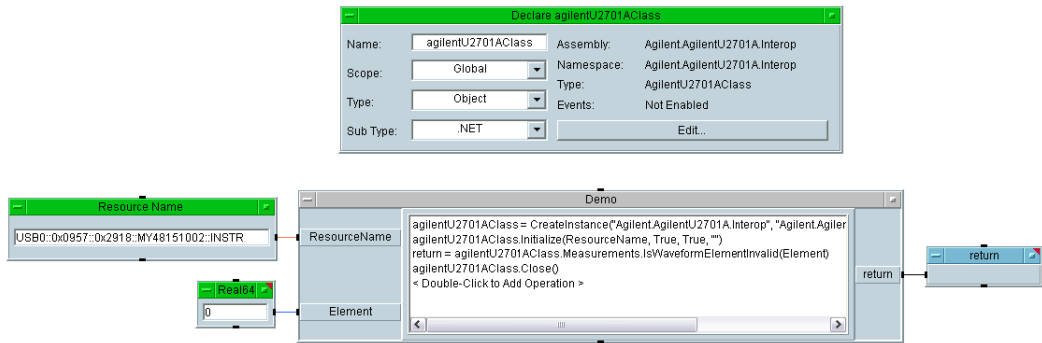 Declare agilentU2701AClass
Name: agilentU2701AClass Assembly: Agilent.AgilentU2701A.Interop
Scope: Global Namespace: Agilent.AgilentU2701A.Interop
Type: AgilentU2701AClass
Type: Object Events: Not Enabled
Sub Type: .NET Edit...
Resource Name
USB0::0x0957::0x2918::MY48151002::INSTR
Real64
0
Demo
ResourceName
Element
agilentU2701AClass = CreateInstance("Agilent.AgilentU2701A.Interop", "Agilent.Agiler
agilentU2701AClass.Initialize(ResourceName, True, True, "")
return = agilentU2701AClass.Measurements.IsWaveformElementInvalid(Element)
agilentU2701AClass.Close()
< Double-Click to Add Operation >
return
return